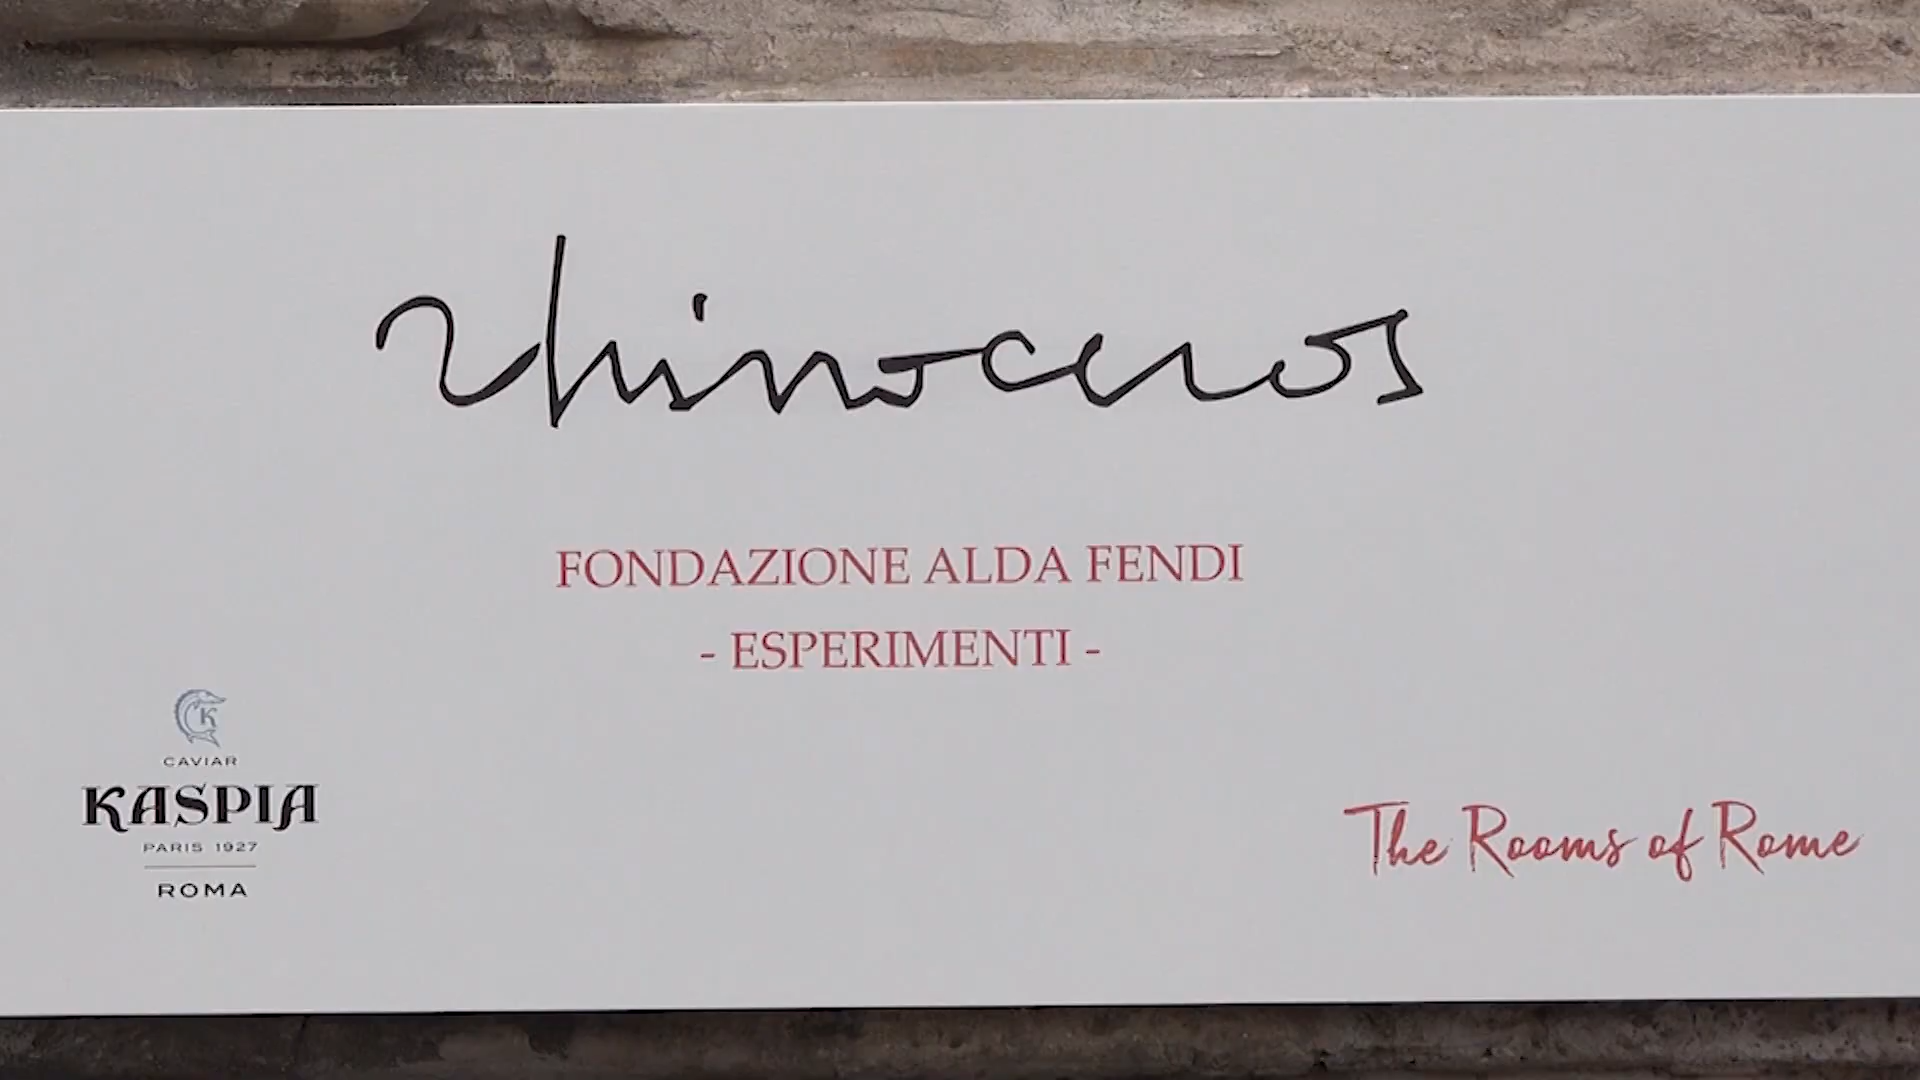 rhinoceros
FONDAZIONE ALDA FENDI
- ESPERIMENTI -
K
CAVIAR
KASPIA
PARIS 1927
ROMA
The Rooms of Rome